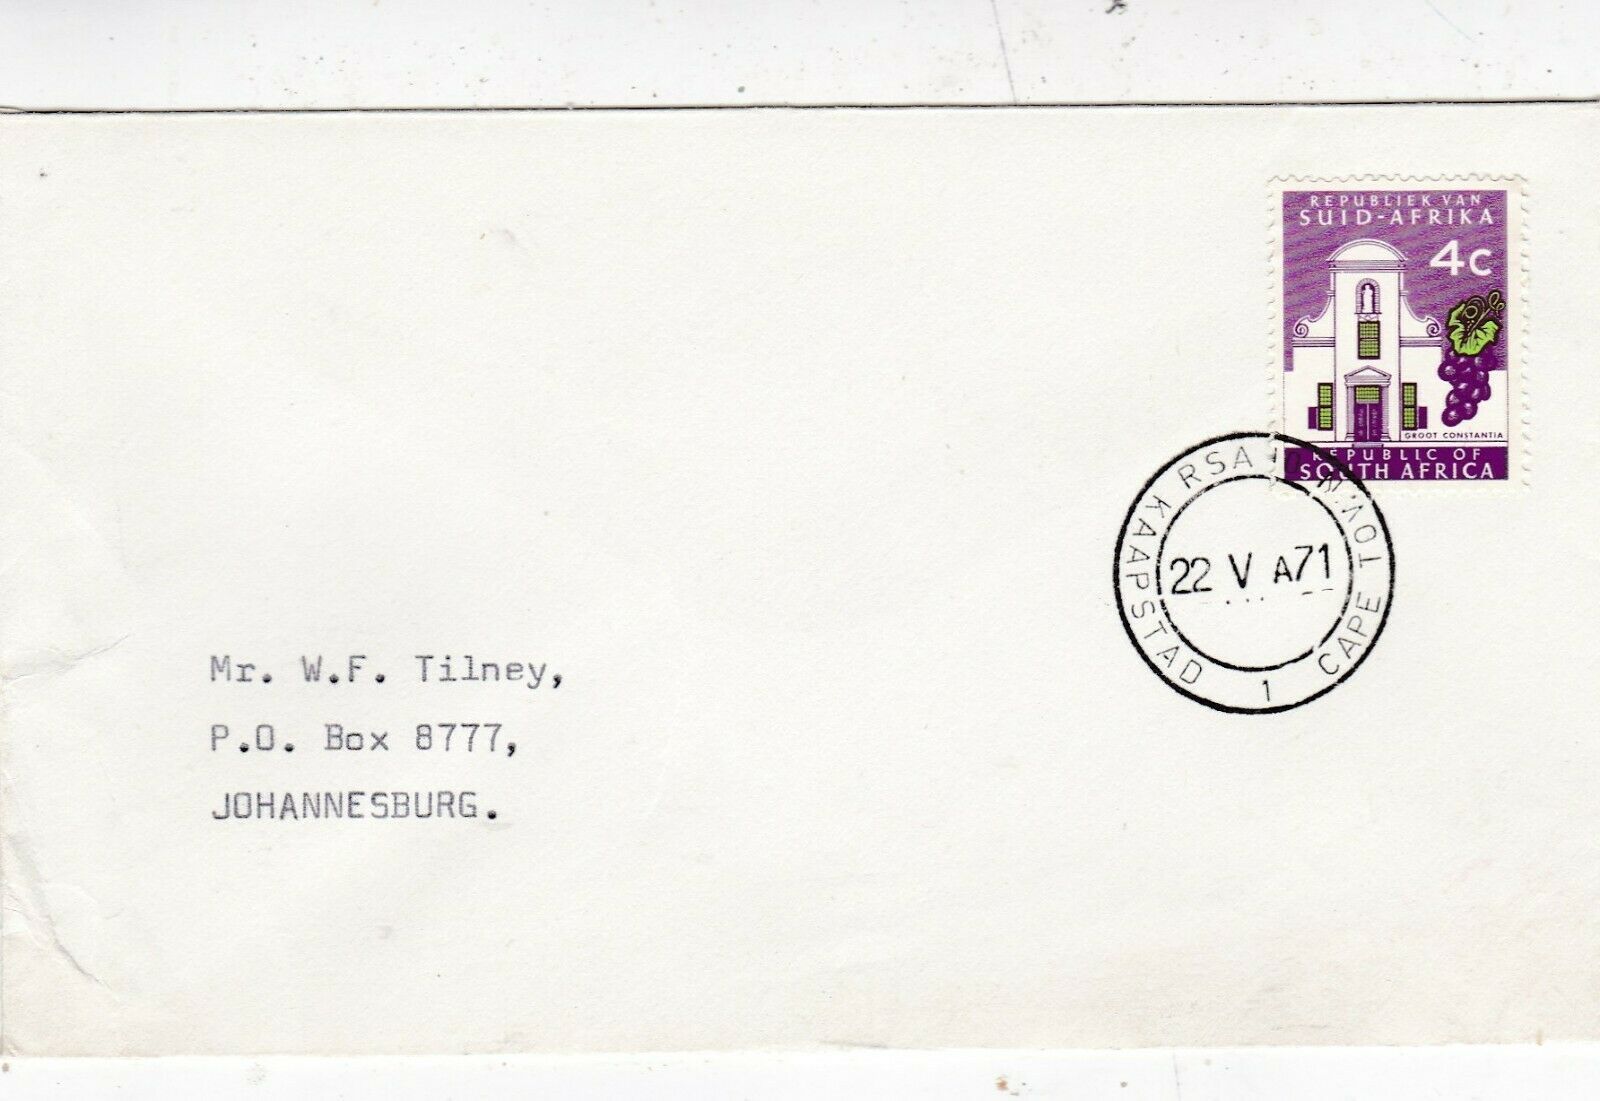 REPUBLIEK VAN
SUID-AFRIKA
4c
GROOT CONSTANTIA
REPUBLIC OF
SOUTH AFRICA
KAAPSTAD RSA
22 V A71
1 CAPE TOWN
Mr. W.F. Tilney,
P.O. Box 8777,
JOHANNESBURG.